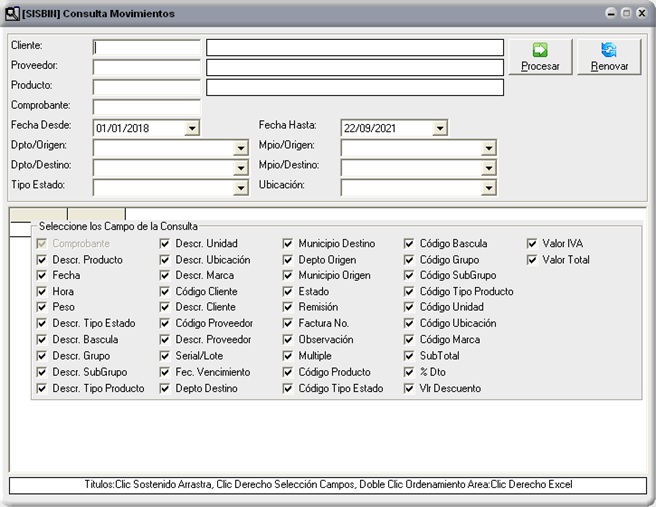 [SISBIN] Consulta Movimientos
Cliente:
Proveedor:
Producto:
Comprobante:
Procesar
Renovar
Fecha Desde: 01/01/2018 Fecha Hasta: 22/09/2021
Dpto/Origen: Mpio/Origen:
Dpto/Destino: Mpio/Destino:
Tipo Estado: Ubicación:
Seleccione los Campo de la Consulta
Comprobante Descr. Unidad Municipio Destino Código Bascula Valor IVA
Descr. Producto Descr. Ubicación Depto Origen Código Grupo Valor Total
Fecha Descr. Marca Municipio Origen Código SubGrupo
Hora Código Cliente Estado Código Tipo Producto
Peso Descr. Cliente Remisión Código Unidad
Descr. Tipo Estado Código Proveedor Factura No. Código Ubicación
Descr. Bascula Descr. Proveedor Observación Código Marca
Descr. Grupo Serial/Lote Multiple SubTotal
Descr. SubGrupo Fec. Vencimiento Código Producto % Dto
Descr. Tipo Producto Depto Destino Código Tipo Estado Vlr Descuento
Titulos:Clic Sostenido Arrastra, Clic Derecho Selección Campos, Doble Clic Ordenamiento Area:Clic Derecho Excel